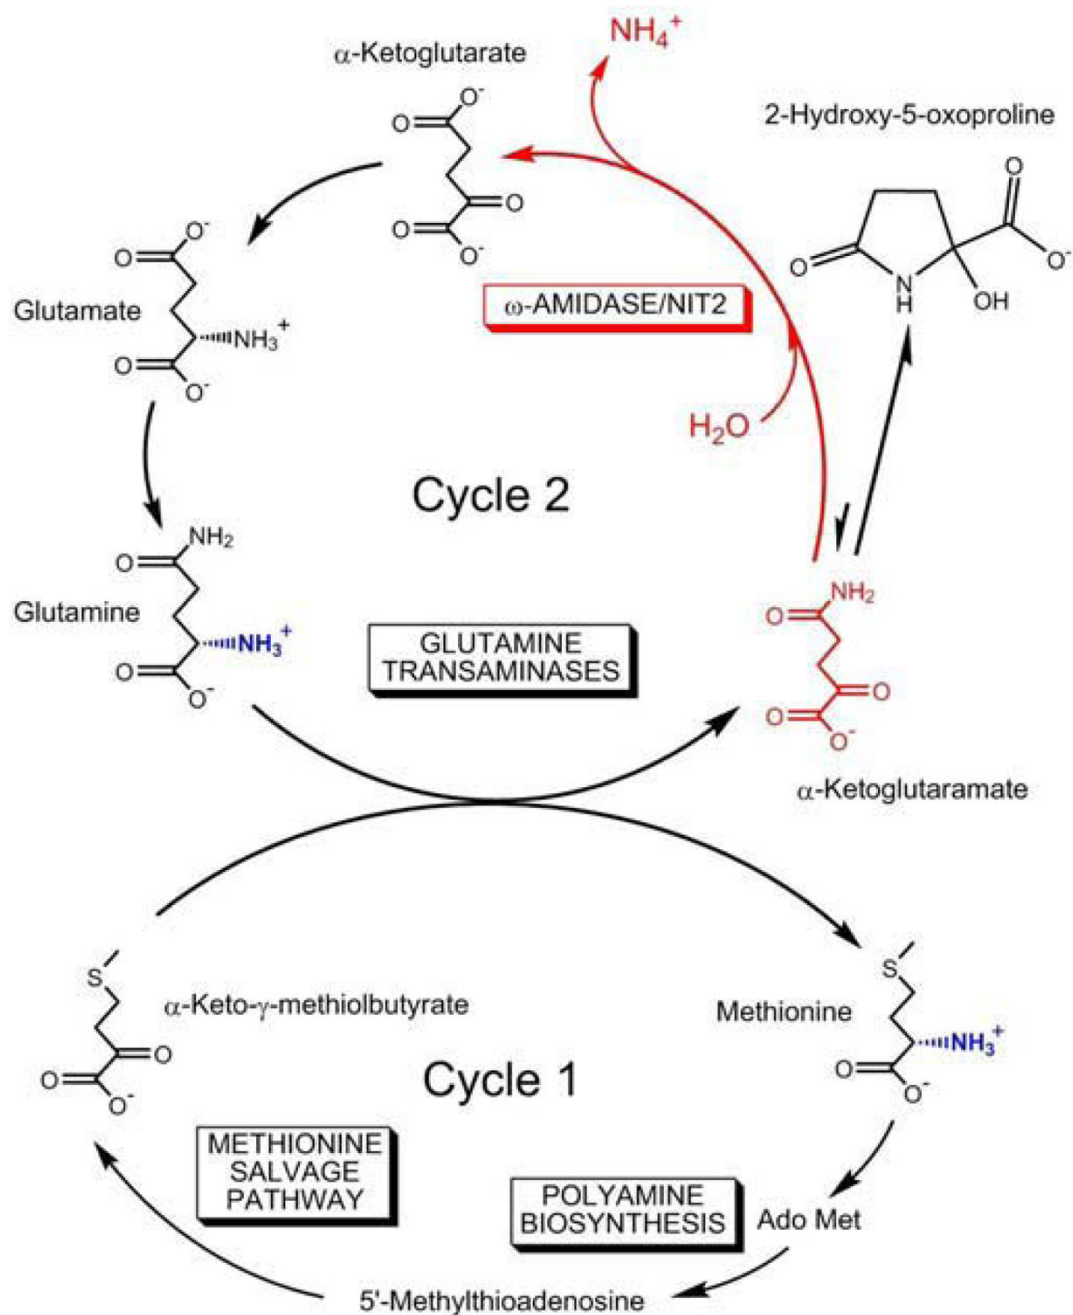 NH₄⁺
α-Ketoglutarate
O⁻
O
O
O
O⁻
2-Hydroxy-5-oxoproline
O
O
O⁻
N
H
OH
O⁻
O
Glutamate
NH₃⁺
O
O⁻
ω-AMIDASE/NIT2
H₂O
Cycle 2
NH₂
O
Glutamine
NH₃⁺
O
O⁻
GLUTAMINE
TRANSAMINASES
NH₂
O
O
O
O⁻
α-Ketoglutaramate
S
α-Keto-γ-methiolbutyrate
O
O
O⁻
S
Methionine
NH₃⁺
O
O⁻
Cycle 1
METHIONINE
SALVAGE
PATHWAY
POLYAMINE
BIOSYNTHESIS
Ado Met
5'-Methylthioadenosine